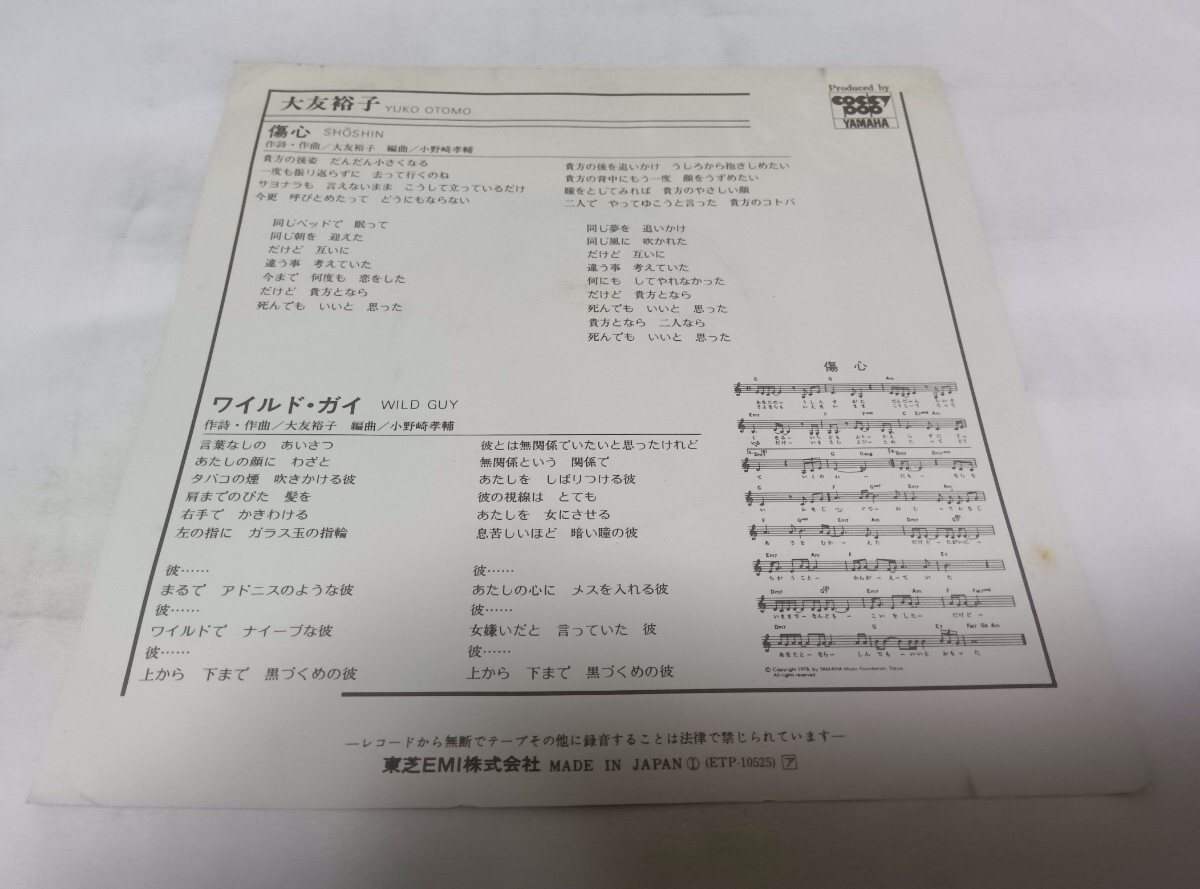 大友裕子 YUKO OTOMO
Produced by
COCKY POP
YAMAHA
傷心 SHŌSHIN
作詩・作曲/大友裕子 編曲/小野崎孝輔
貴方の後姿 だんだん小さくなる
一度も振り返らずに 去って行くのね
サヨナラも 言えないまま こうして立っているだけ
今更 呼びとめたって どうにもならない
同じベッドで 眠って
同じ朝を 迎えた
だけど 互いに
違う事 考えていた
今まで 何度も 恋をした
だけど 貴方となら
死んでも いいと 思った
貴方の後を追いかけ うしろから抱きしめたい
貴方の背中にもう一度 顔をうずめたい
瞳をとじてみれば 貴方のやさしい顔
二人で やってゆこうと言った 貴方のコトバ
同じ夢を 追いかけ
同じ風に 吹かれた
だけど 互いに
違う事 考えていた
何にも してやれなかった
だけど 貴方となら
死んでも いいと 思った
貴方となら 二人なら
死んでも いいと 思った
ワイルド・ガイ WILD GUY
作詩・作曲/大友裕子 編曲/小野崎孝輔
言葉なしの あいさつ
あたしの顔に わざと
タバコの煙 吹きかける彼
肩までのびた 髪を
右手で かきわける
左の指に ガラス玉の指輪
彼……
まるで アドニスのような彼
彼……
ワイルドで ナイーブな彼
彼……
上から 下まで 黒づくめの彼
彼とは無関係でいたいと思ったけれど
無関係という 関係で
あたしを しばりつける彼
彼の視線は とても
あたしを 女にさせる
息苦しいほど 暗い瞳の彼
彼……
あたしの心に メスを入れる彼
彼……
女嫌いだと 言っていた 彼
彼……
上から 下まで 黒づくめの彼
傷 心
© Copyright 1978, by YAMAHA Music Foundation, Tokyo.
All rights reserved
—レコードから無断でテープその他に録音することは法律で禁じられています—
東芝EMI株式会社 MADE IN JAPAN ① (ETP-10525) ア